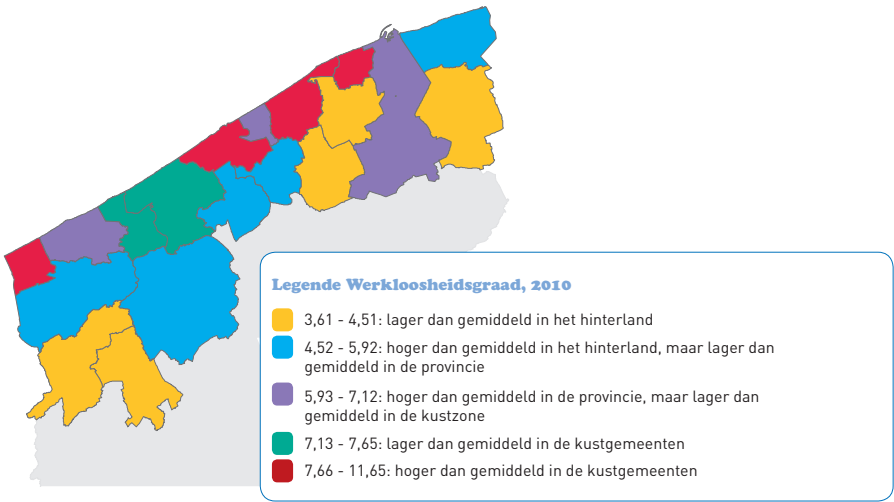 Legende Werkloosheidsgraad, 2010
3,61 - 4,51: lager dan gemiddeld in het hinterland
4,52 - 5,92: hoger dan gemiddeld in het hinterland, maar lager dan
gemiddeld in de provincie
5,93 - 7,12: hoger dan gemiddeld in de provincie, maar lager dan
gemiddeld in de kustzone
7,13 - 7,65: lager dan gemiddeld in de kustgemeenten
7,66 - 11,65: hoger dan gemiddeld in de kustgemeenten